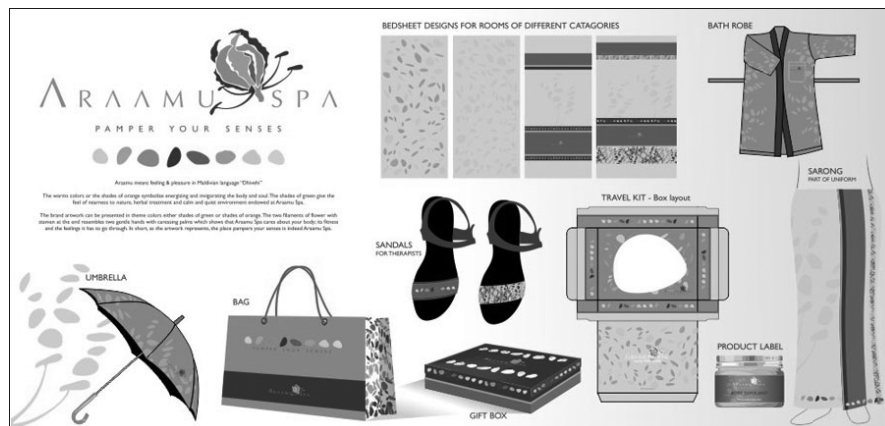 ARAAMU SPA
PAMPER YOUR SENSES
Araamu means feeling & pleasure in Maldivian language "Dhivehi"
The warms colors or the shades of orange symbolize energizing and invigorating the body and soul. The shades of green give the
feel of nearness to nature, herbal treatment and calm and quiet environment endowed at Araamu Spa.
The brand artwork can be presented in theme colors either shades of green or shades of orange. The two filaments of flower with
stamen at the end resembles two gentle hands with caressing palms which shows that Araamu Spa cares about your body; its fitness
and the feelings it has to go through. In short, as the artwork represents, the place pampers your senses is indeed Araamu Spa.
BEDSHEET DESIGNS FOR ROOMS OF DIFFERENT CATAGORIES
BATH ROBE
SARONG
PART OF UNIFORM
SANDALS
FOR THERAPISTS
TRAVEL KIT - Box layout
UMBRELLA
BAG
PAMPER YOUR SENSES
ARAAMU SPA
GIFT BOX
PRODUCT LABEL
ARAAMU SPA